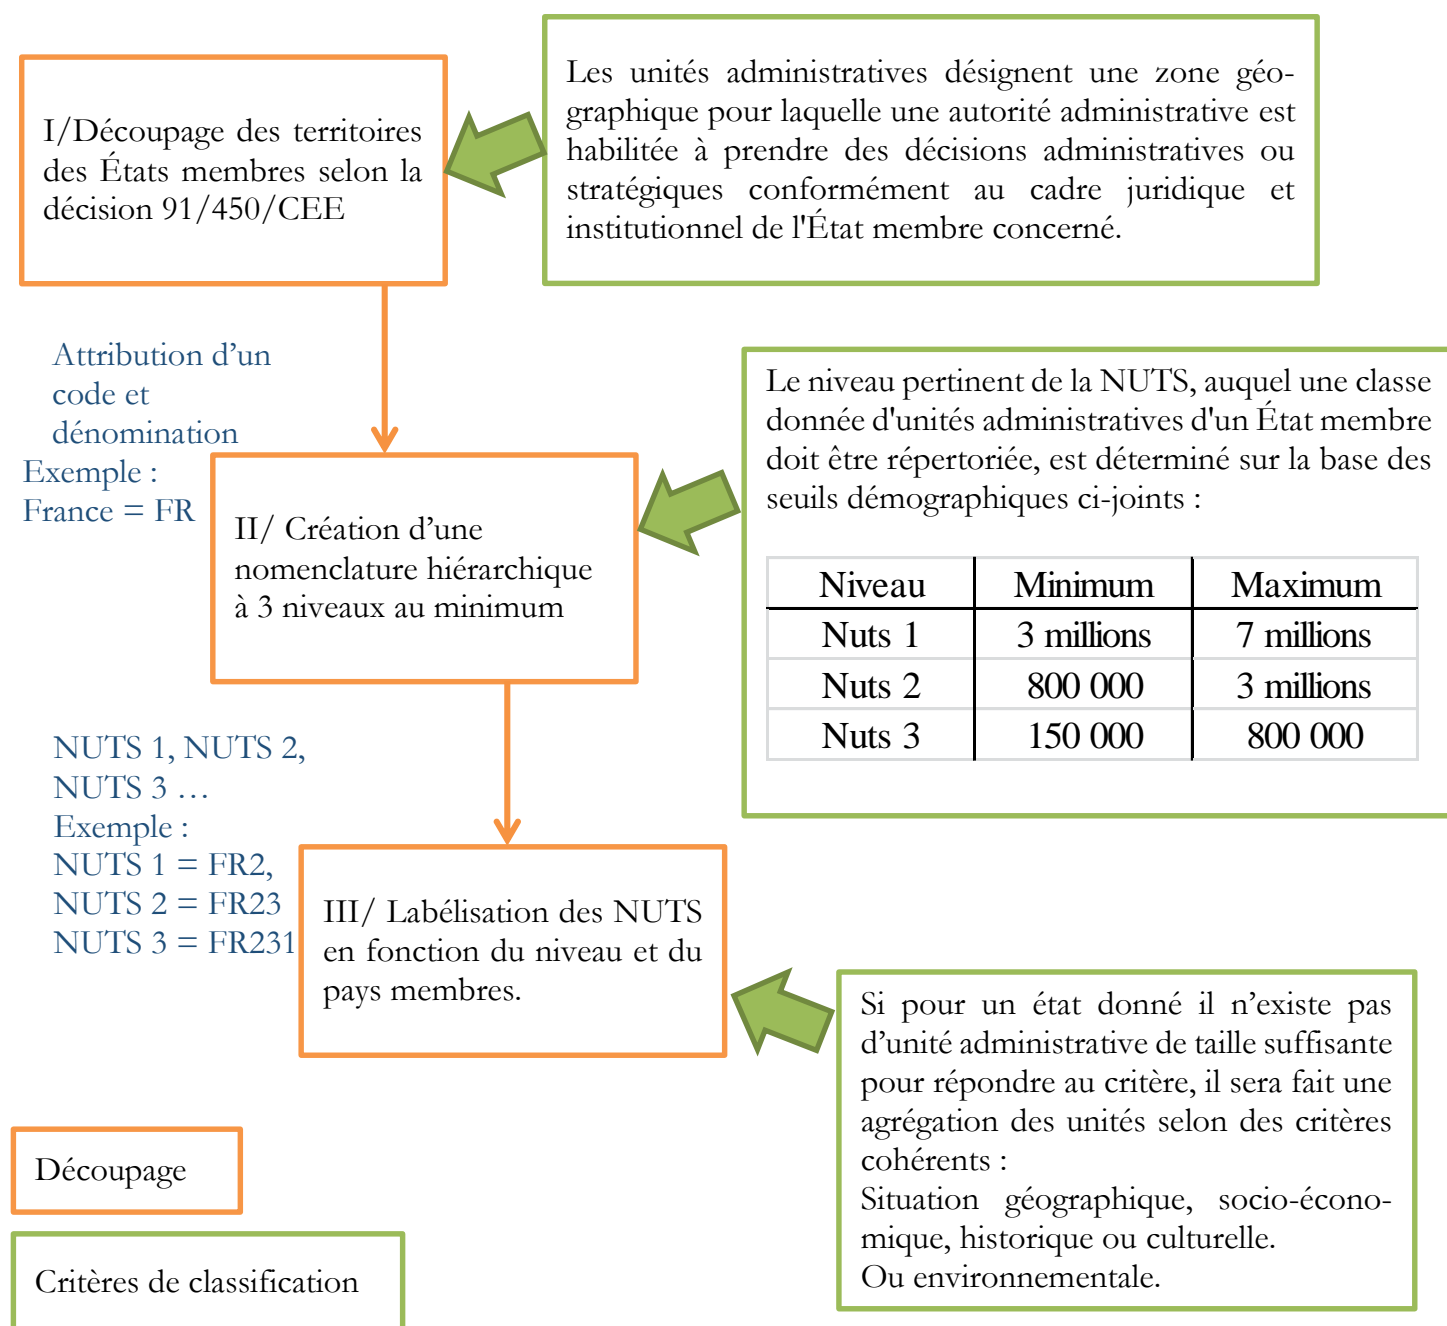 I/Découpage des territoires
des États membres selon la
décision 91/450/CEE
Les unités administratives désignent une zone géo-
graphique pour laquelle une autorité administrative est
habilitée à prendre des décisions administratives ou
stratégiques conformément au cadre juridique et
institutionnel de l'État membre concerné.
Attribution d’un
code et
dénomination
Exemple :
France = FR
II/ Création d’une
nomenclature hiérarchique
à 3 niveaux au minimum
Le niveau pertinent de la NUTS, auquel une classe
donnée d'unités administratives d'un État membre
doit être répertoriée, est déterminé sur la base des
seuils démographiques ci-joints :
Niveau Minimum Maximum
Nuts 1 3 millions 7 millions
Nuts 2 800 000 3 millions
Nuts 3 150 000 800 000
NUTS 1, NUTS 2,
NUTS 3 …
Exemple :
NUTS 1 = FR2,
NUTS 2 = FR23
NUTS 3 = FR231
III/ Labélisation des NUTS
en fonction du niveau et du
pays membres.
Si pour un état donné il n’existe pas
d’unité administrative de taille suffisante
pour répondre au critère, il sera fait une
agrégation des unités selon des critères
cohérents :
Situation géographique, socio-écono-
mique, historique ou culturelle.
Ou environnementale.
Découpage
Critères de classification